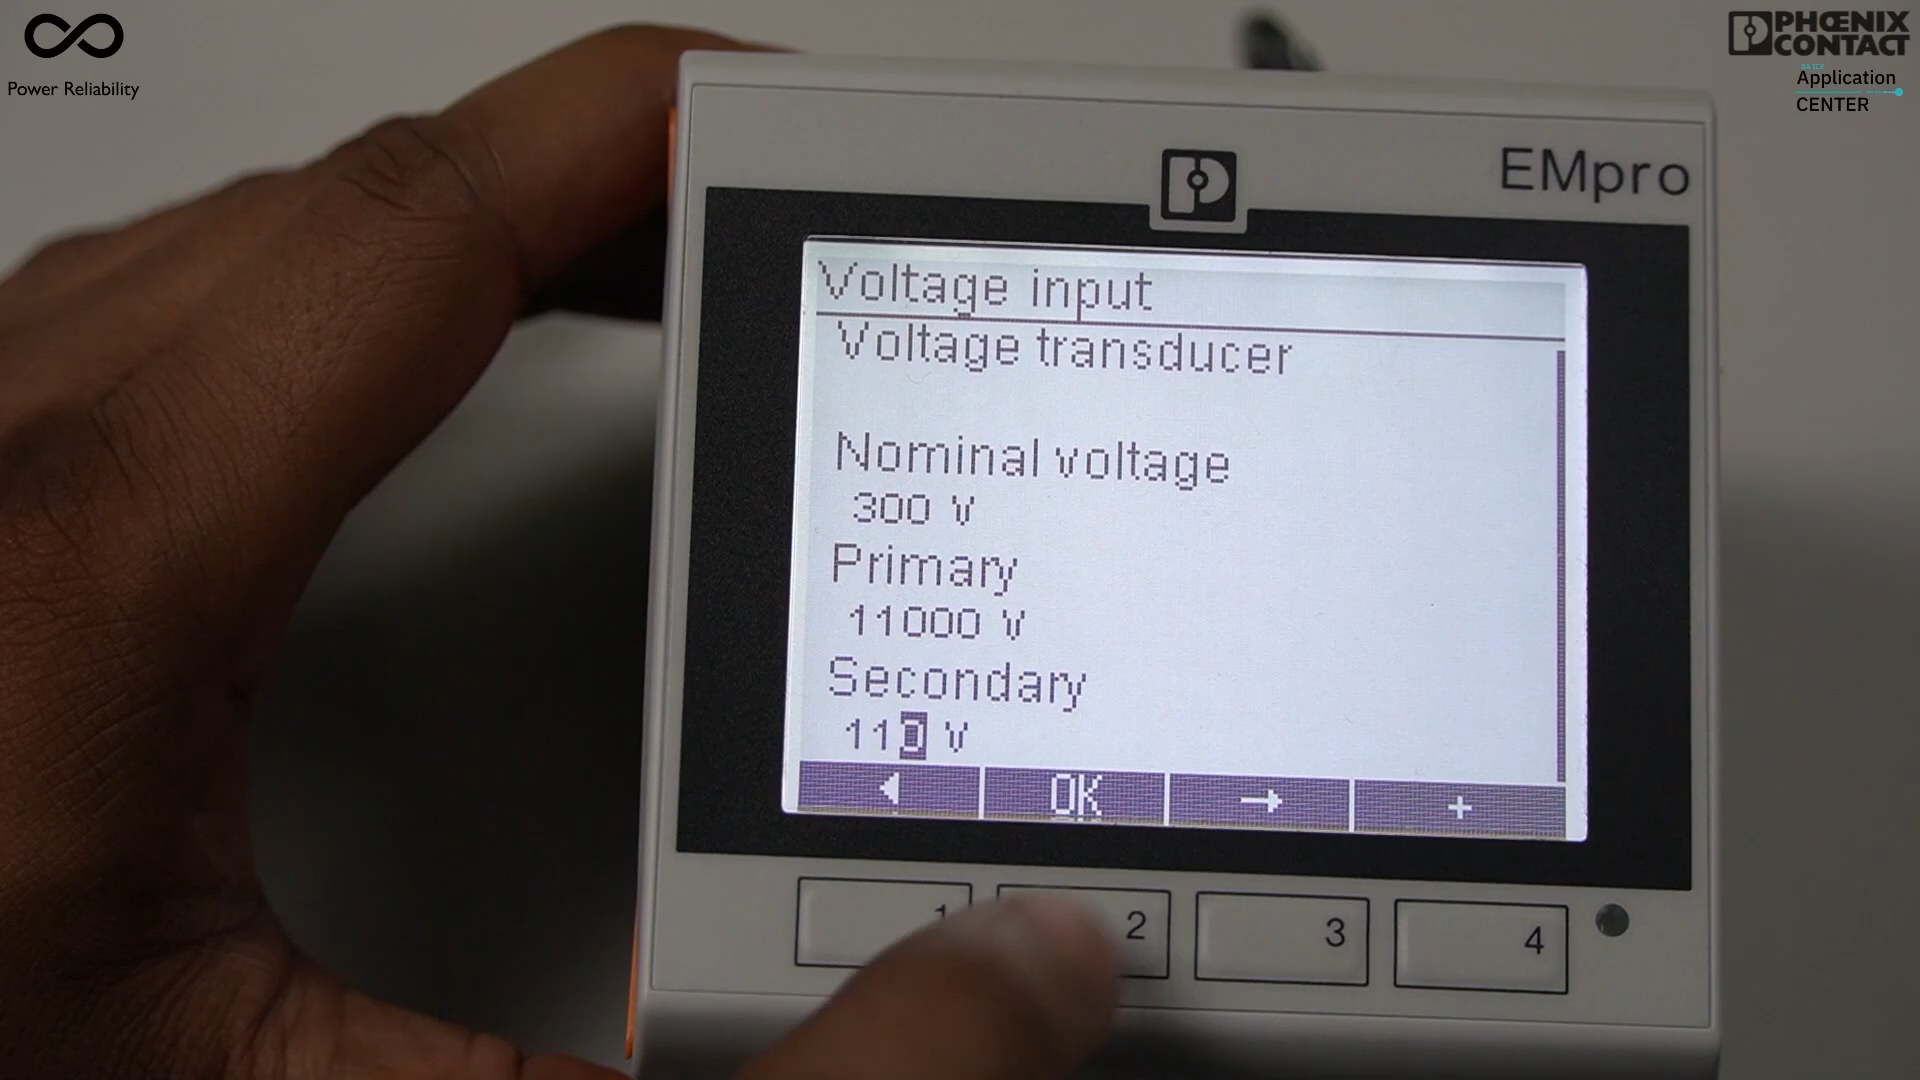 Power Reliability
PHŒNIX
CONTACT
Application
CENTER
EMpro
Voltage input
Voltage transducer
Nominal voltage
300 V
Primary
11000 V
Secondary
110 V
OK
1
2
3
4